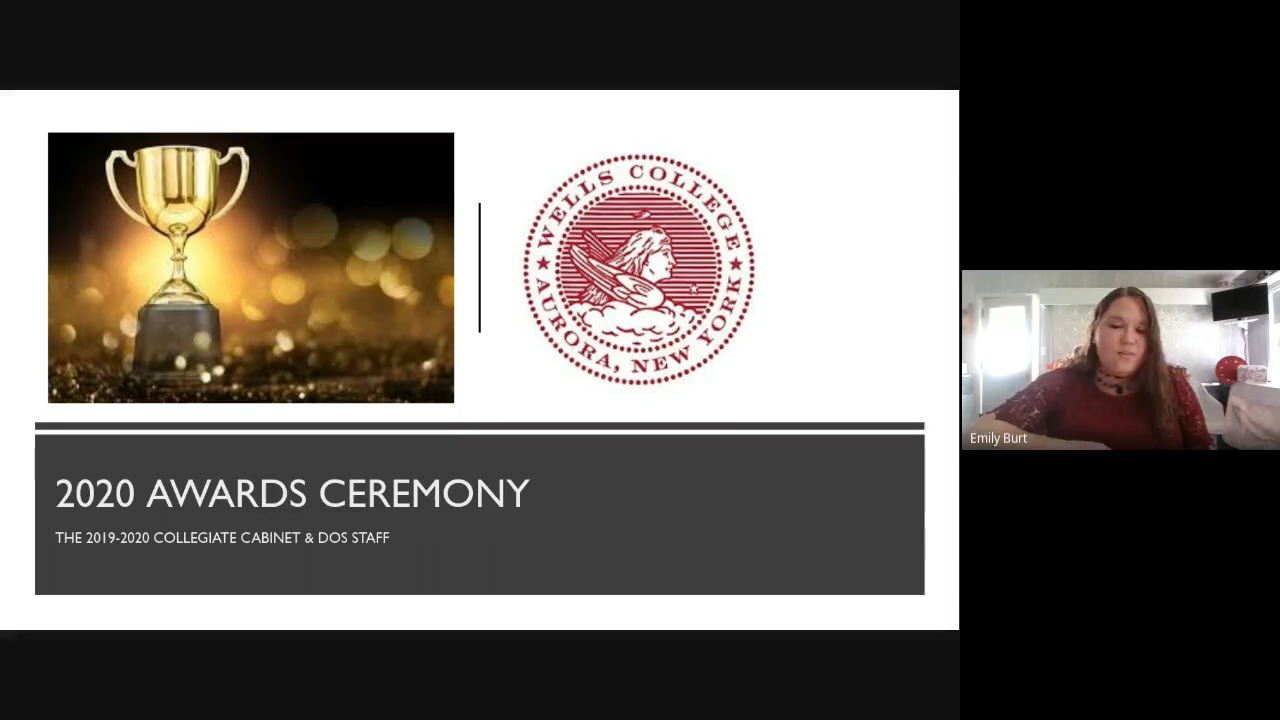 WELLS COLLEGE
AURORA, NEW YORK
2020 AWARDS CEREMONY
THE 2019-2020 COLLEGIATE CABINET & DOS STAFF
Emily Burt